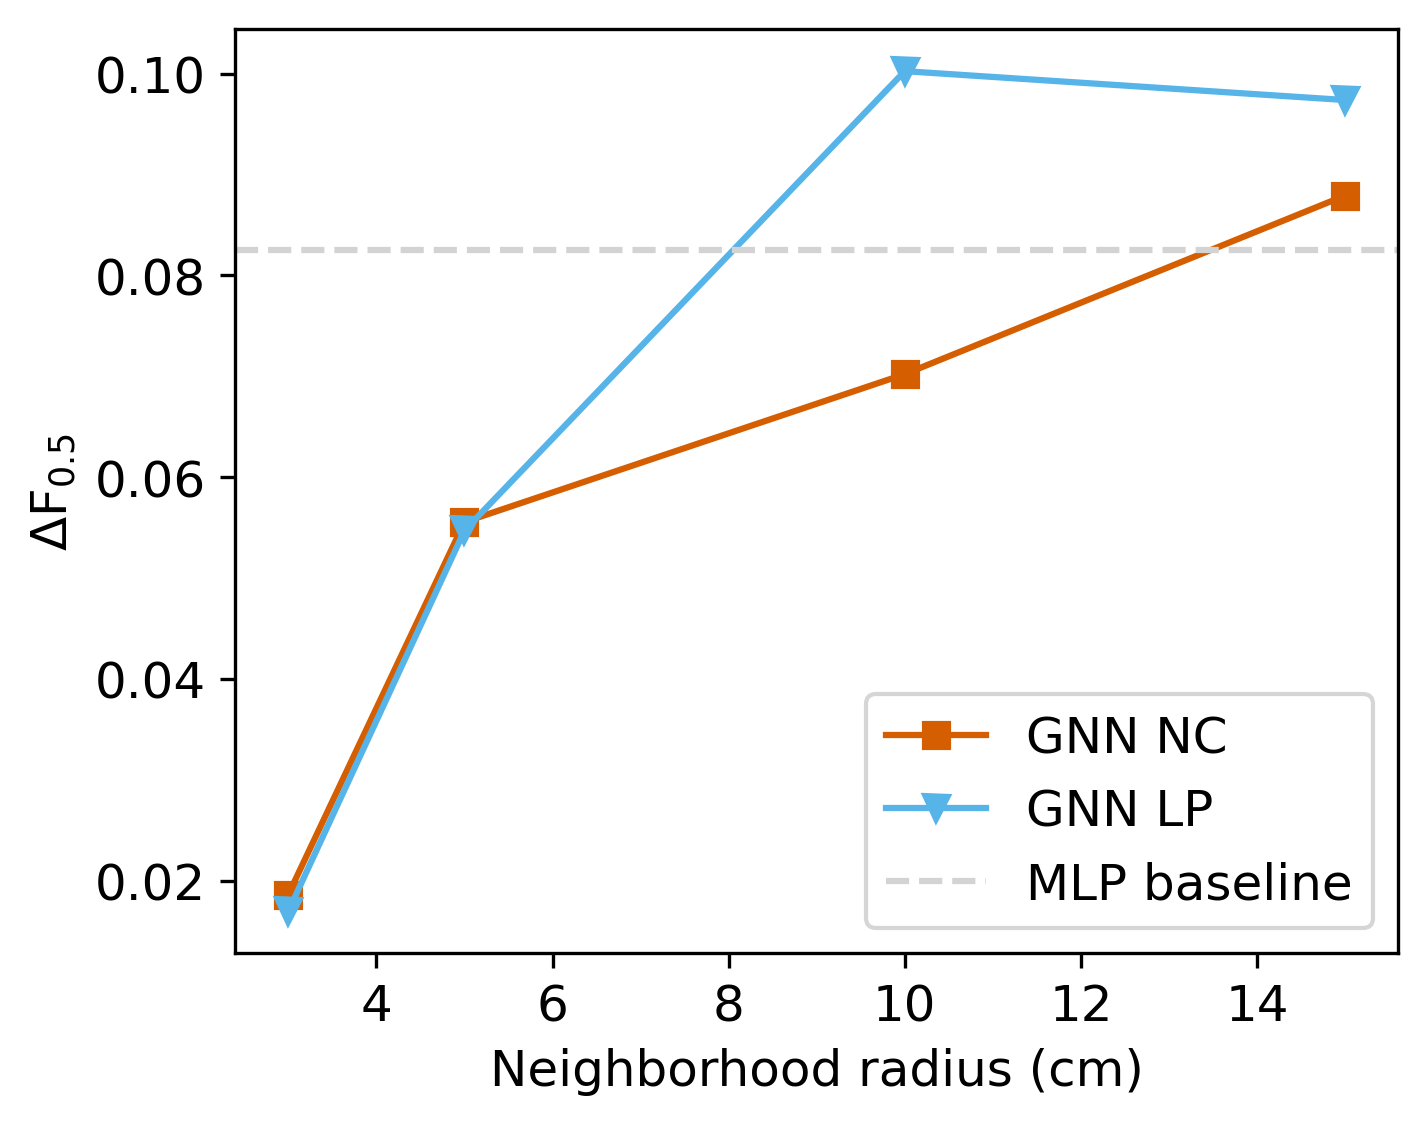 0.10
0.08
0.06
0.04
0.02
ΔF0.5
4 6 8 10 12 14
Neighborhood radius (cm)
GNN NC
GNN LP
MLP baseline